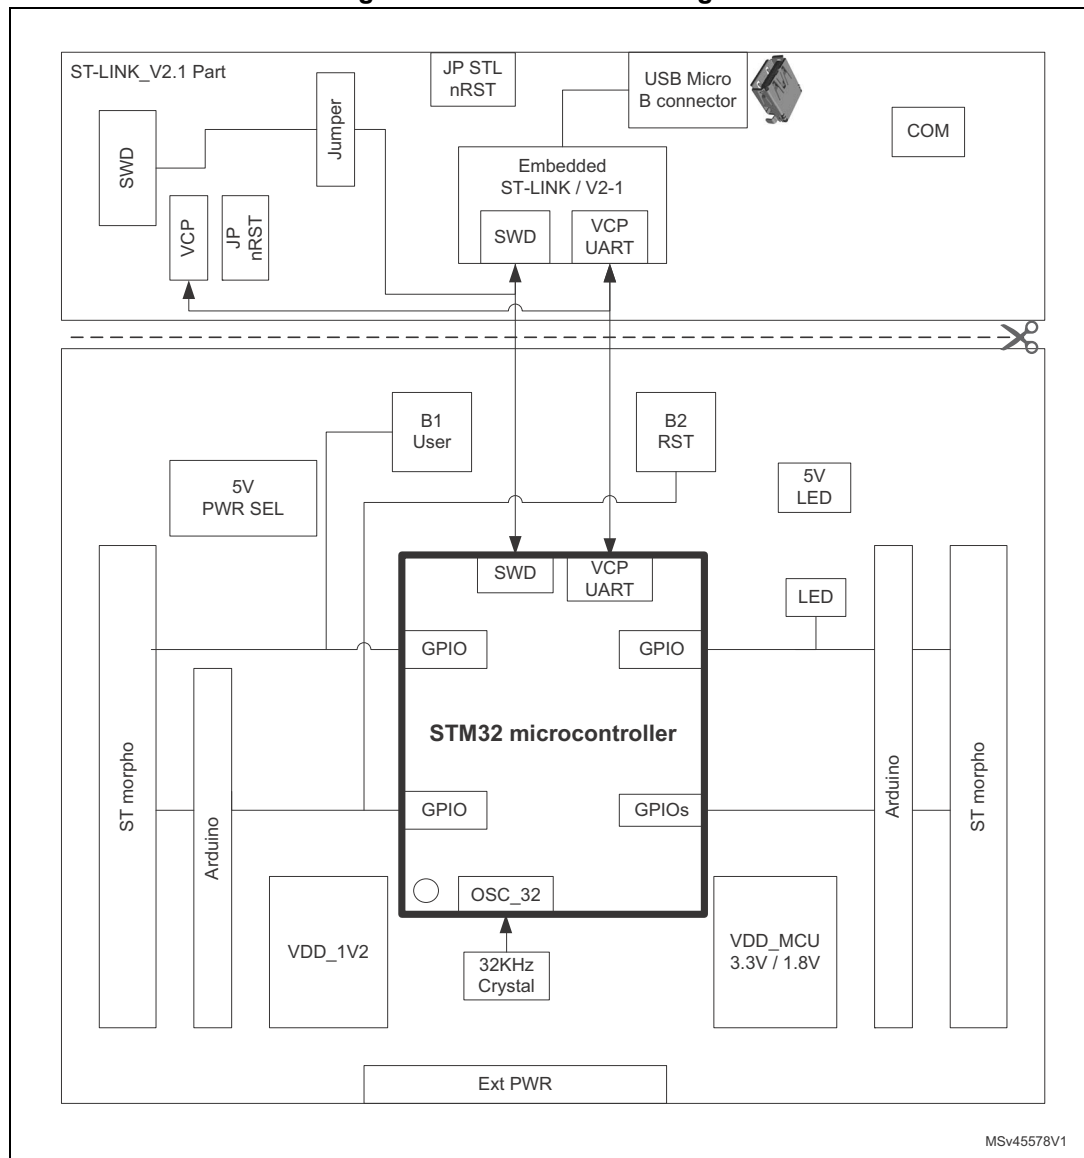 ST-LINK_V2.1 Part
JP STL
nRST
USB Micro
B connector
COM
Jumper
SWD
Embedded
ST-LINK / V2-1
VCP
JP
nRST
SWD
VCP
UART
B1
User
B2
RST
5V
PWR SEL
5V
LED
SWD
VCP
UART
LED
GPIO
GPIO
STM32 microcontroller
ST morpho
Arduino
GPIO
GPIOs
Arduino
ST morpho
OSC_32
VDD_1V2
32KHz
Crystal
VDD_MCU
3.3V / 1.8V
Ext PWR
MSv45578V1